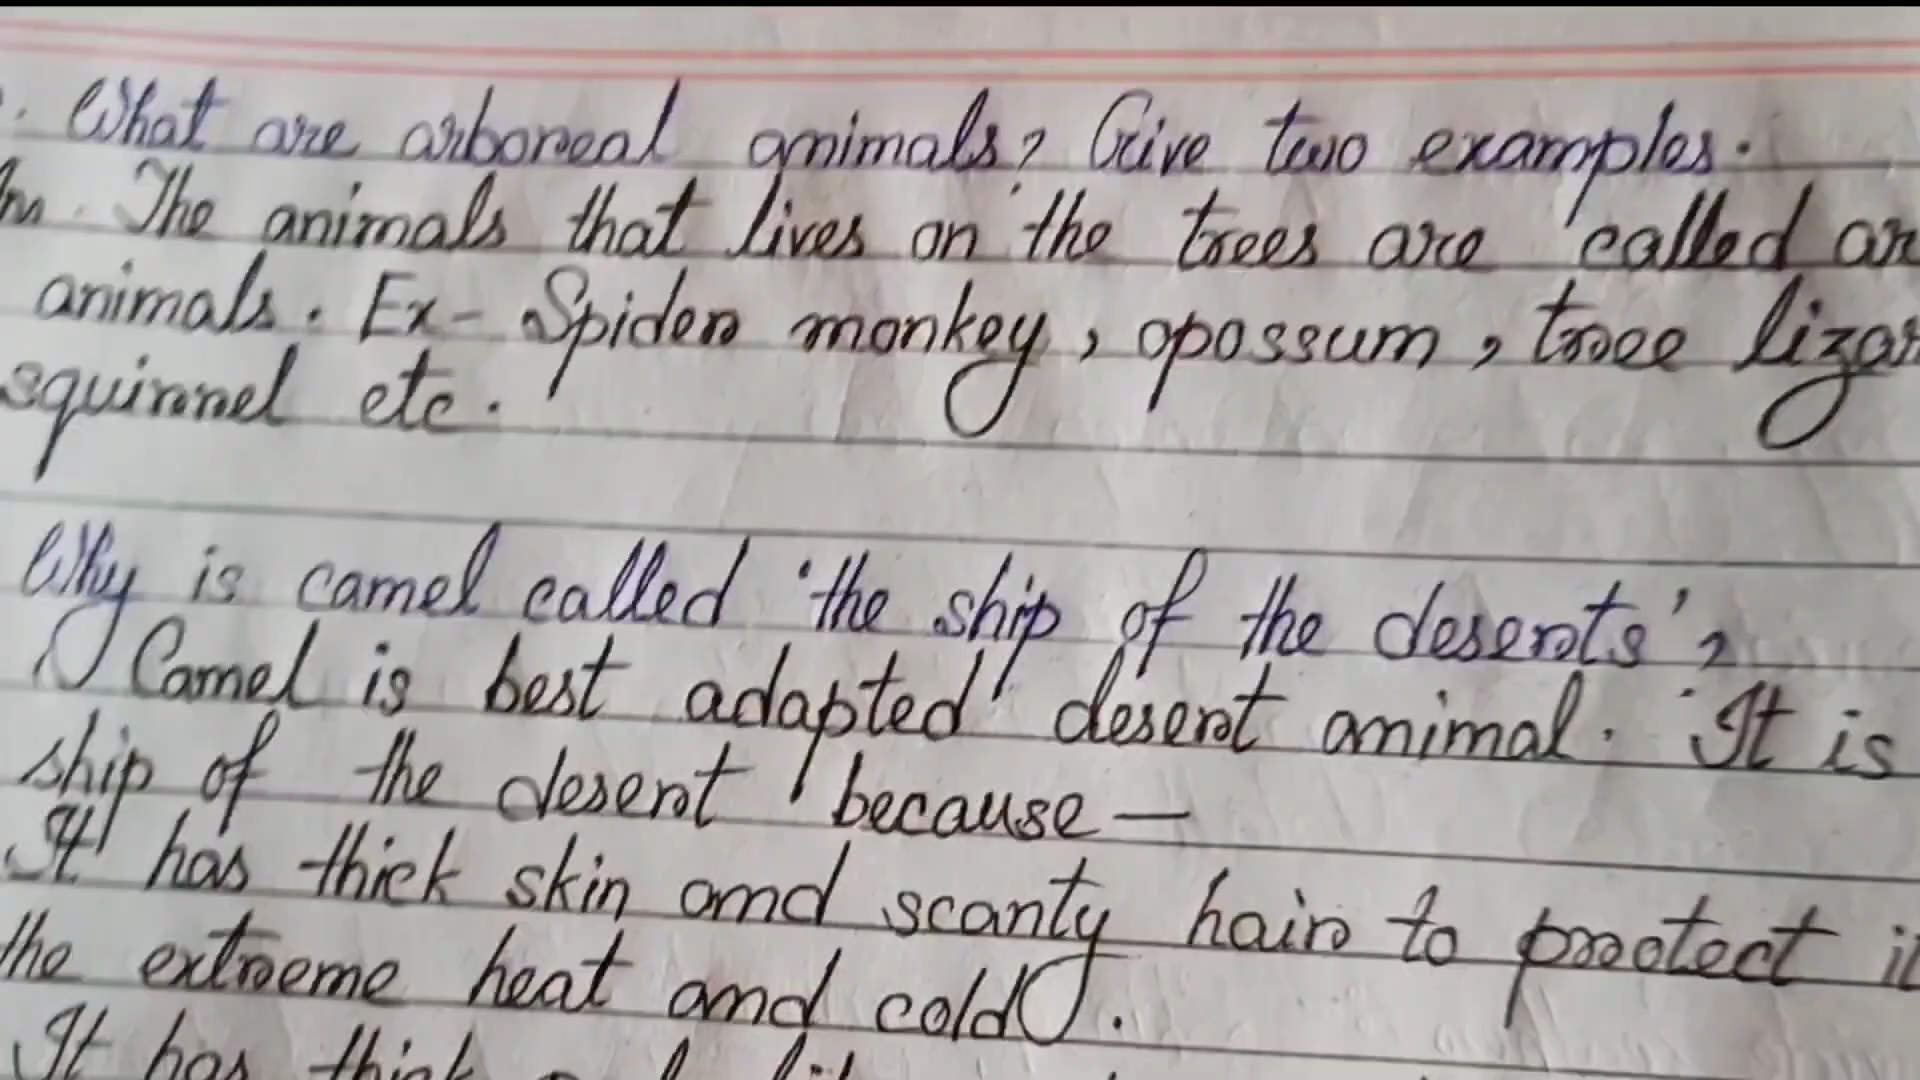 What are arboreal animals? Give two examples.
Ans. The animals that lives on the trees are called
animals. Ex- Spider monkey, opossum, tree
squirrel etc.
Why is camel called 'the ship of the deserts'?
Camel is best adapted desert animal. It is
ship of the desert because—
It has thick skin and scanty hair to protect
the extreme heat and cold.
It has